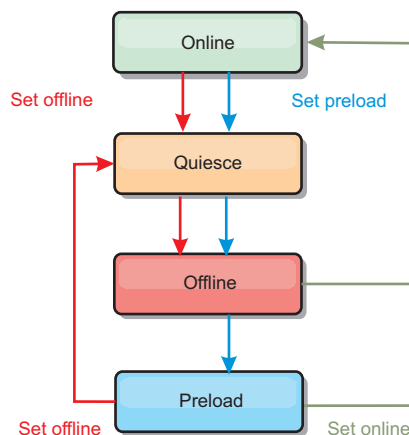 Online
Set offline
Set preload
Quiesce
Offline
Preload
Set offline
Set online